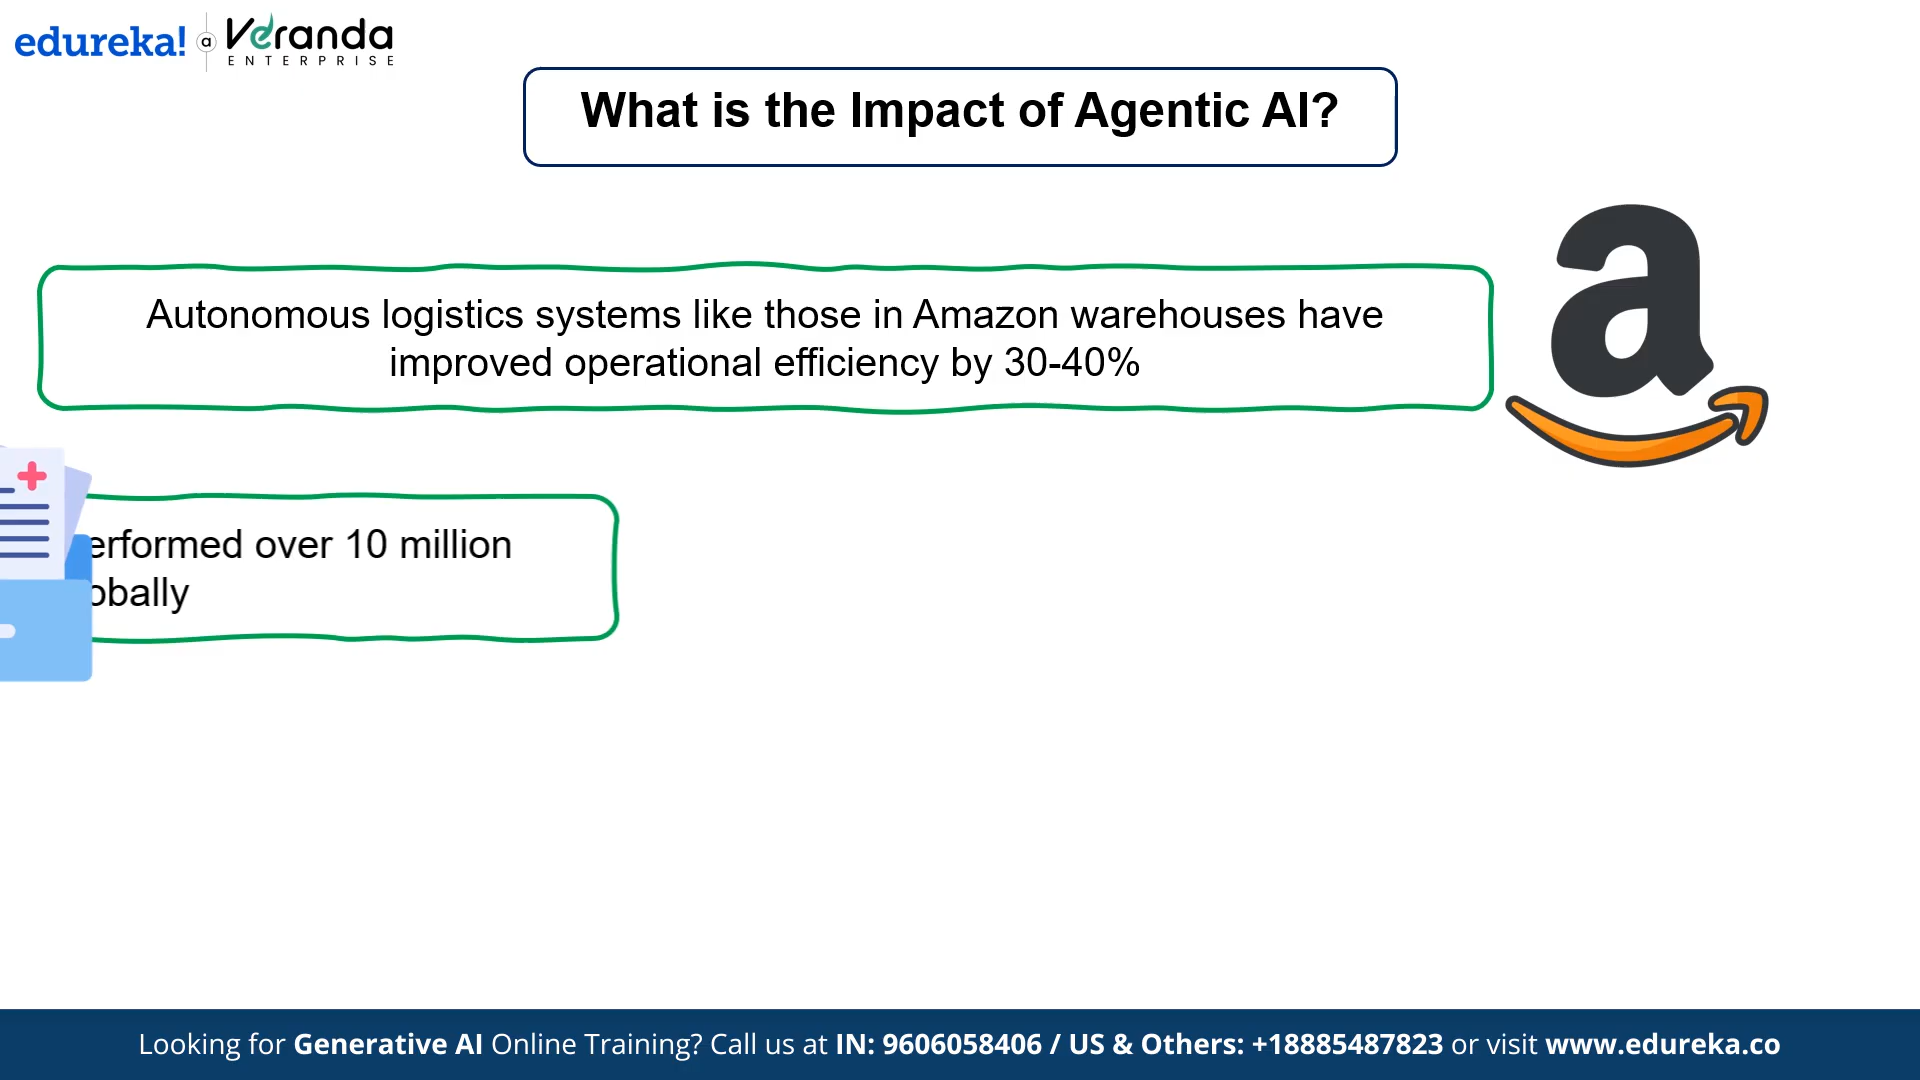 edureka! a Veranda
ENTERPRISE
What is the Impact of Agentic AI?
Autonomous logistics systems like those in Amazon warehouses have
improved operational efficiency by 30-40%
a
erformed over 10 million
obally
Looking for Generative AI Online Training? Call us at IN: 9606058406 / US & Others: +18885487823 or visit www.edureka.co